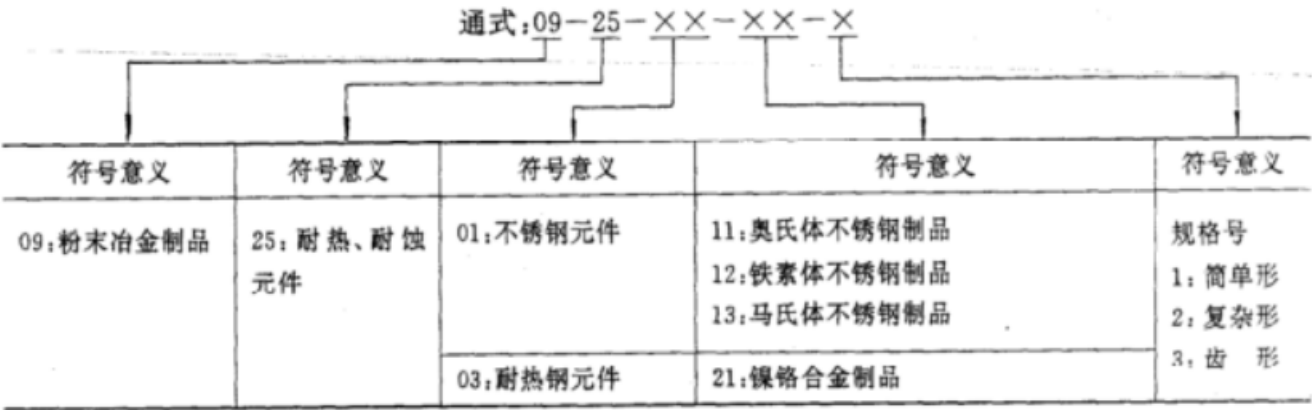 通式:09-25-××-××-×
符号意义
符号意义
符号意义
符号意义
符号意义
09:粉末冶金制品
25:耐热、耐蚀
元件
01:不锈钢元件
03:耐热钢元件
11:奥氏体不锈钢制品
12:铁素体不锈钢制品
13:马氏体不锈钢制品
21:镍铬合金制品
规格号
1:简单形
2:复杂形
3:齿 形